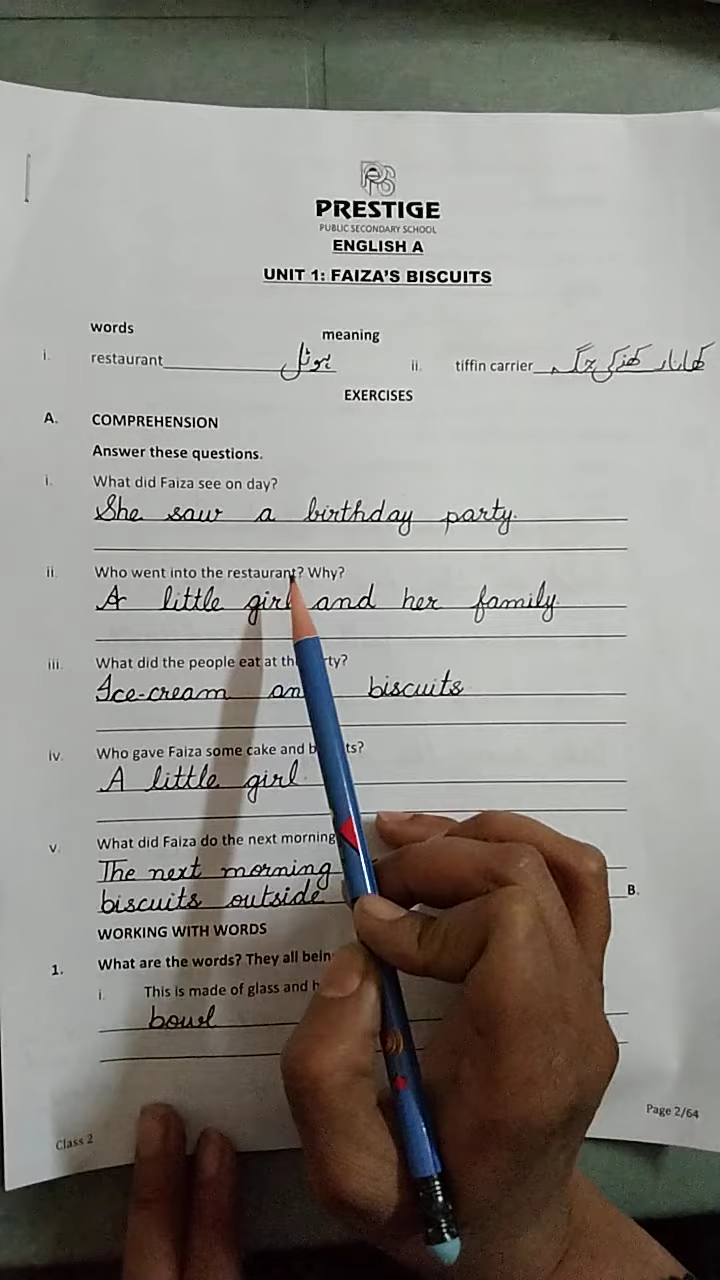 PRESTIGE
PUBLIC SECONDARY SCHOOL
ENGLISH A
UNIT 1: FAIZA'S BISCUITS
words meaning
i. restaurant ہوٹل ii. tiffin carrier کھانا رکھنے کی جگہ
EXERCISES
A. COMPREHENSION
Answer these questions.
i. What did Faiza see on day?
She saw a birthday party.
ii. Who went into the restaurant? Why?
A little girl and her family.
iii. What did the people eat at the rty?
Ice-cream an biscuits
iv. Who gave Faiza some cake and b ts?
A little girl.
v. What did Faiza do the next morning
The next morning
biscuits outside
B.
WORKING WITH WORDS
1. What are the words? They all
i. This is made of glass and
bowl
Class 2 Page 2/64